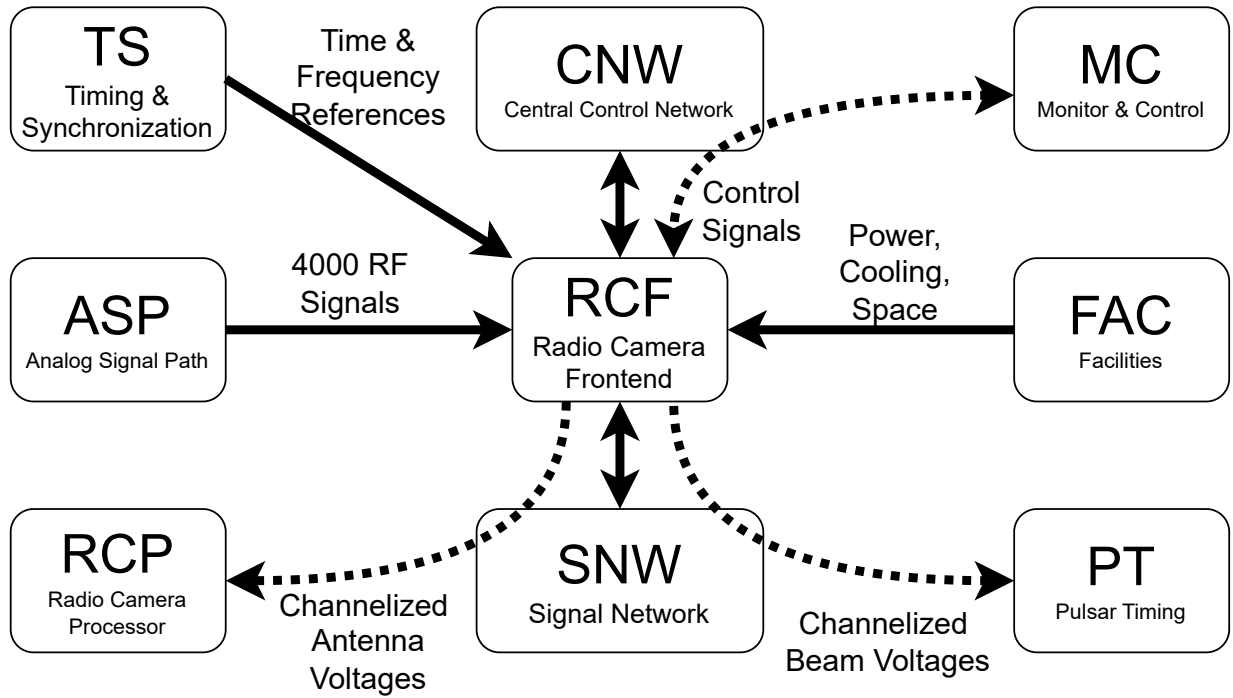 TS
Timing &
Synchronization
Time &
Frequency
References
CNW
Central Control Network
MC
Monitor & Control
Control
Signals
ASP
Analog Signal Path
4000 RF
Signals
RCF
Radio Camera
Frontend
Power,
Cooling,
Space
FAC
Facilities
RCP
Radio Camera
Processor
Channelized
Antenna
Voltages
SNW
Signal Network
Channelized
Beam Voltages
PT
Pulsar Timing